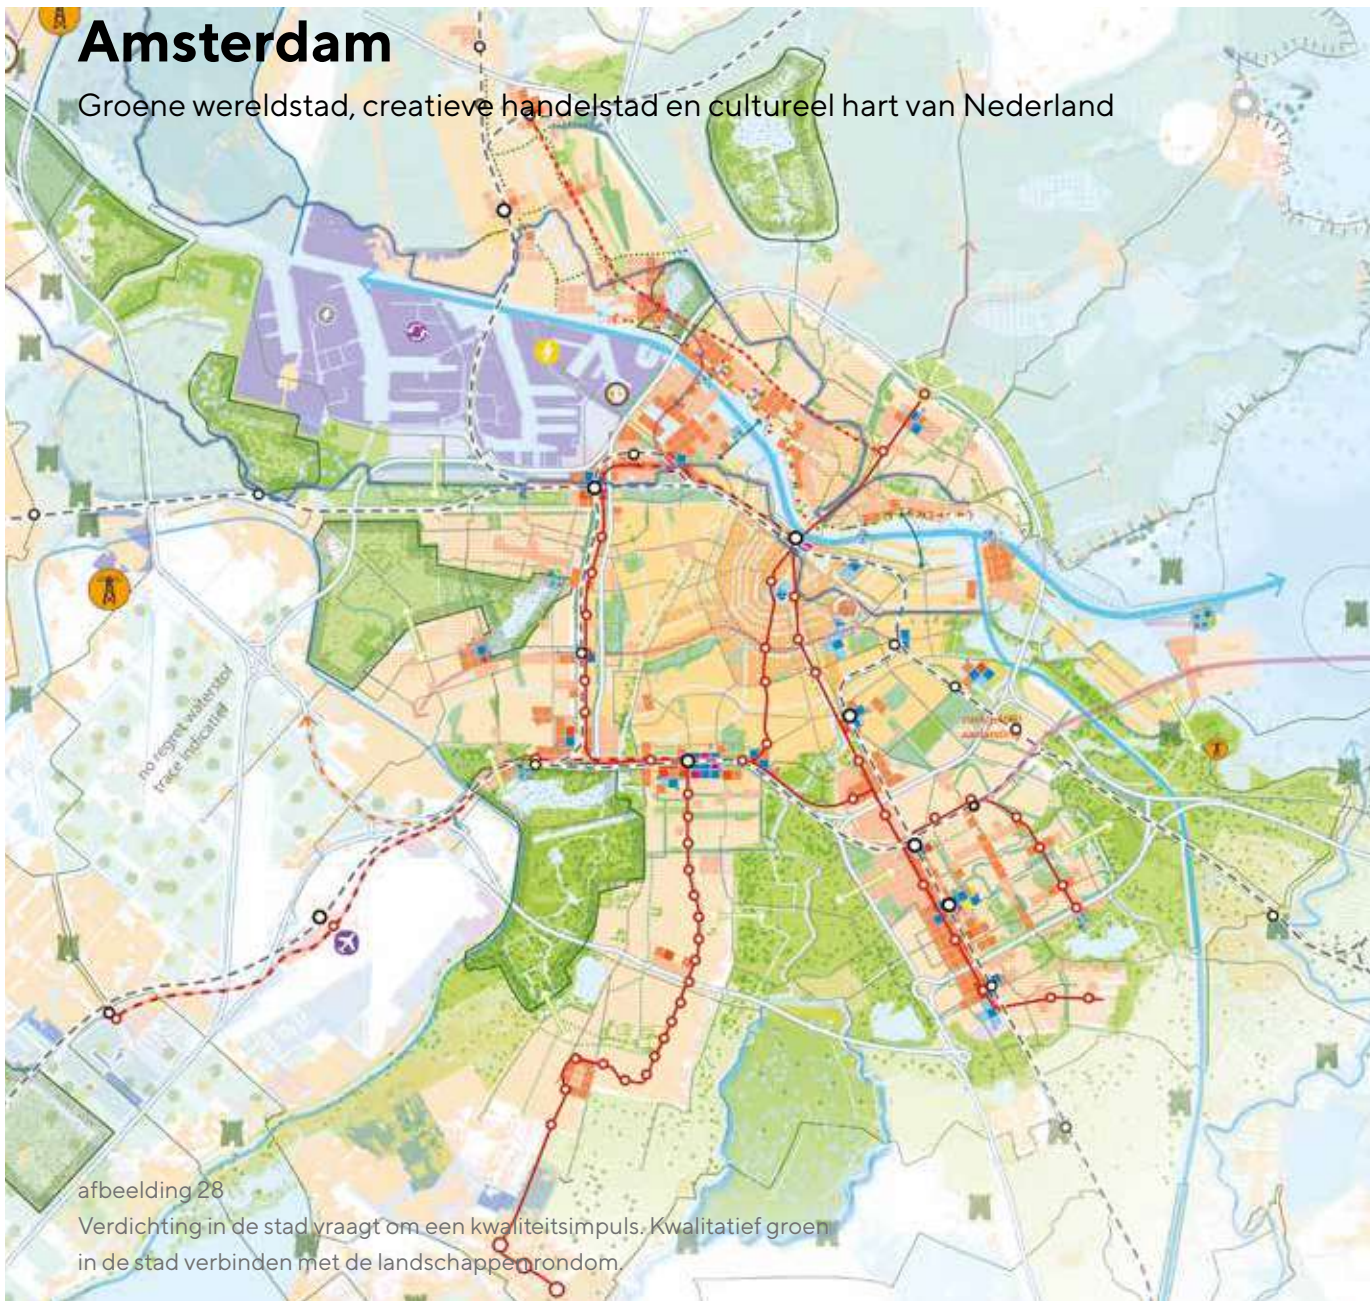 Amsterdam
Groene wereldstad, creatieve handelstad en cultureel hart van Nederland
no regret waterstof
trace indicatief
afbeelding 28
Verdichting in de stad vraagt om een kwaliteitsimpuls. Kwalitatief groen
in de stad verbinden met de landschappen rondom.